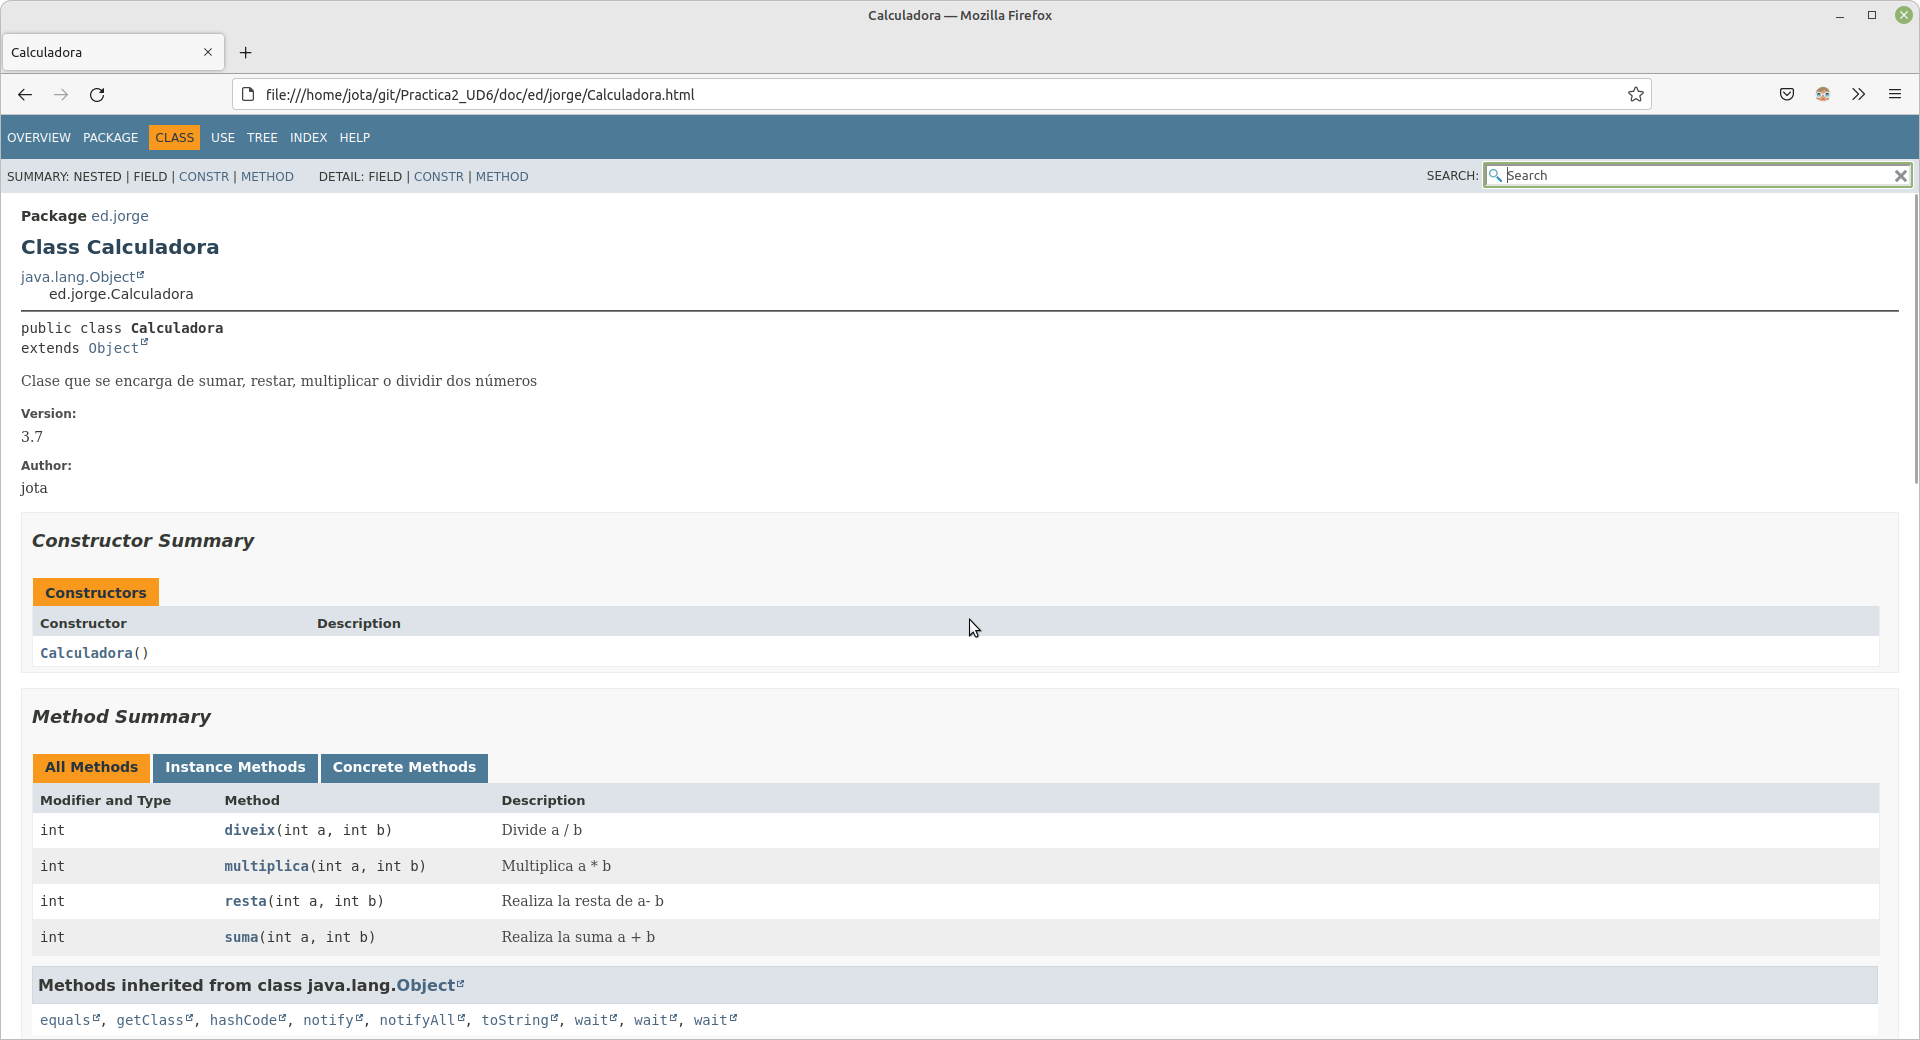 Calculadora — Mozilla Firefox
Calculadora
file:///home/jota/git/Practica2_UD6/doc/ed/jorge/Calculadora.html
OVERVIEW PACKAGE CLASS USE TREE INDEX HELP
SUMMARY: NESTED | FIELD | CONSTR | METHOD DETAIL: FIELD | CONSTR | METHOD SEARCH: Search
Package ed.jorge
Class Calculadora
java.lang.Object
ed.jorge.Calculadora
public class Calculadora
extends Object
Clase que se encarga de sumar, restar, multiplicar o dividir dos números
Version:
3.7
Author:
jota
Constructor Summary
Constructors
Constructor Description
Calculadora()
Method Summary
All Methods Instance Methods Concrete Methods
Modifier and Type Method Description
int diveix(int a, int b) Divide a / b
int multiplica(int a, int b) Multiplica a * b
int resta(int a, int b) Realiza la resta de a- b
int suma(int a, int b) Realiza la suma a + b
Methods inherited from class java.lang.Object
equals, getClass, hashCode, notify, notifyAll, toString, wait, wait, wait